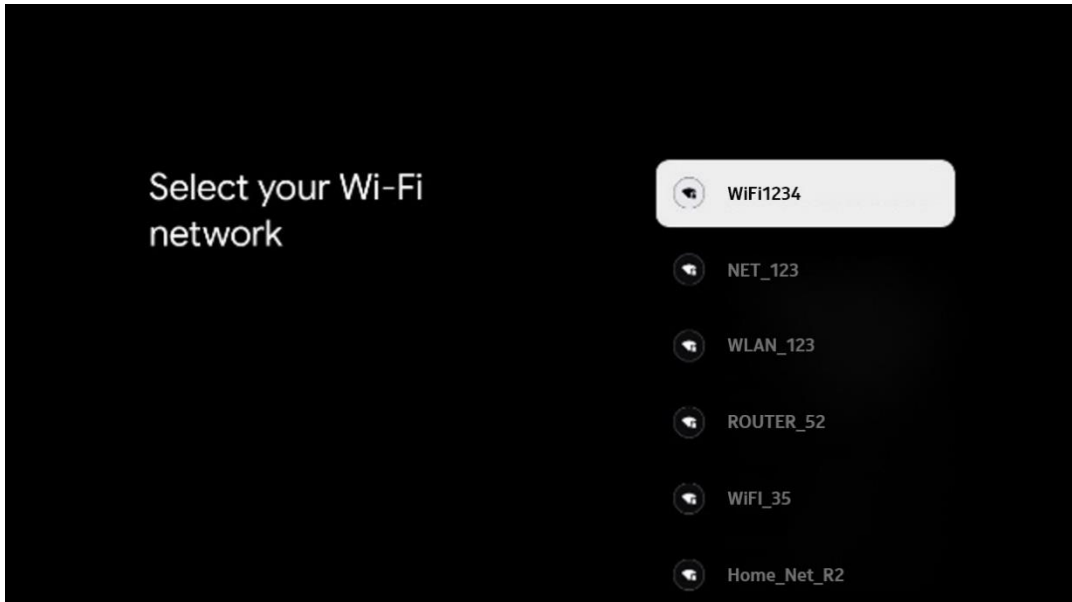 Select your Wi-Fi
network
WiFi1234
NET_123
WLAN_123
ROUTER_52
WiFI_35
Home_Net_R2